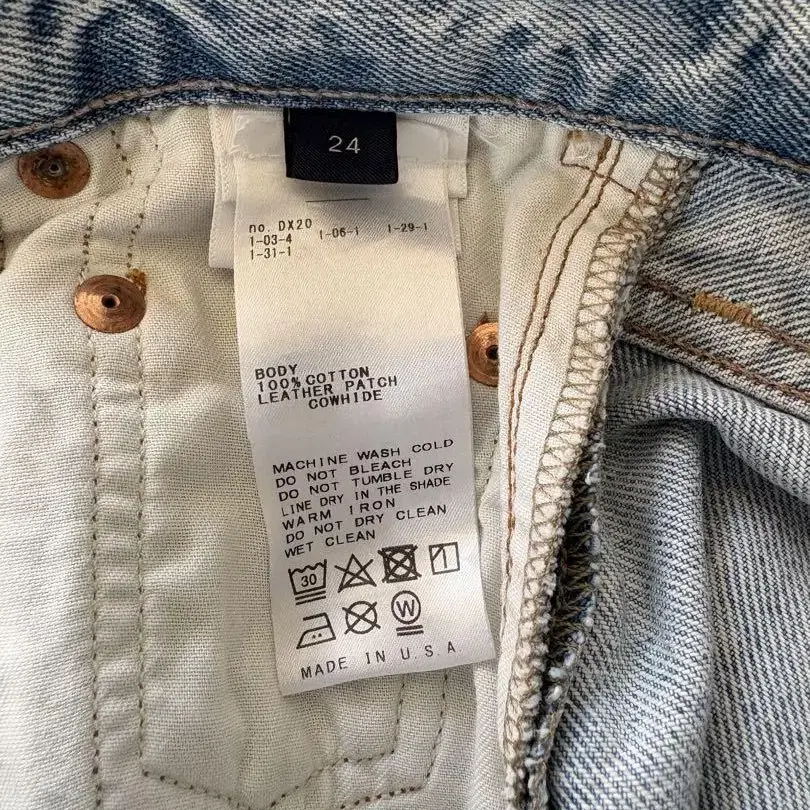 24
no. DX20
1-03-4 1-06-1 1-29-1
1-31-1
BODY
100% COTTON
LEATHER PATCH
COWHIDE
MACHINE WASH COLD
DO NOT BLEACH
DO NOT TUMBLE DRY
LINE DRY IN THE SHADE
WARM IRON
DO NOT DRY CLEAN
WET CLEAN
30
W
MADE IN U.S.A